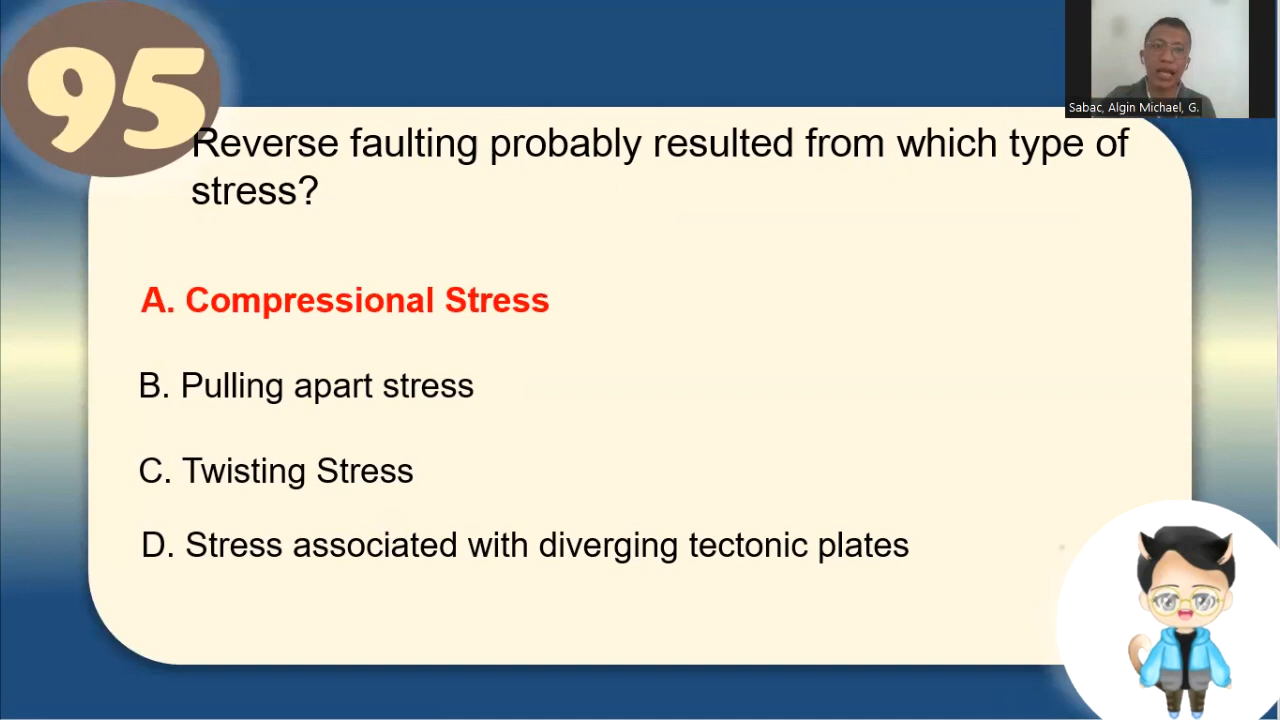 95
Sabac, Algin Michael, G.
Reverse faulting probably resulted from which type of
stress?
A. Compressional Stress
B. Pulling apart stress
C. Twisting Stress
D. Stress associated with diverging tectonic plates